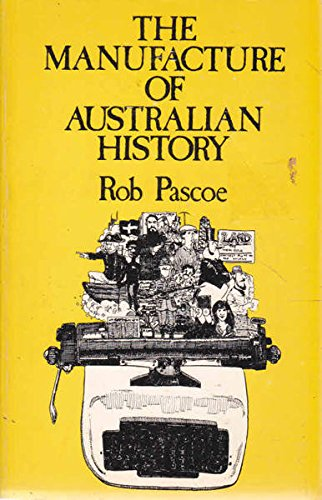 THE
MANUFACTURE
OF
AUSTRALIAN
HISTORY
Rob Pascoe
LAND